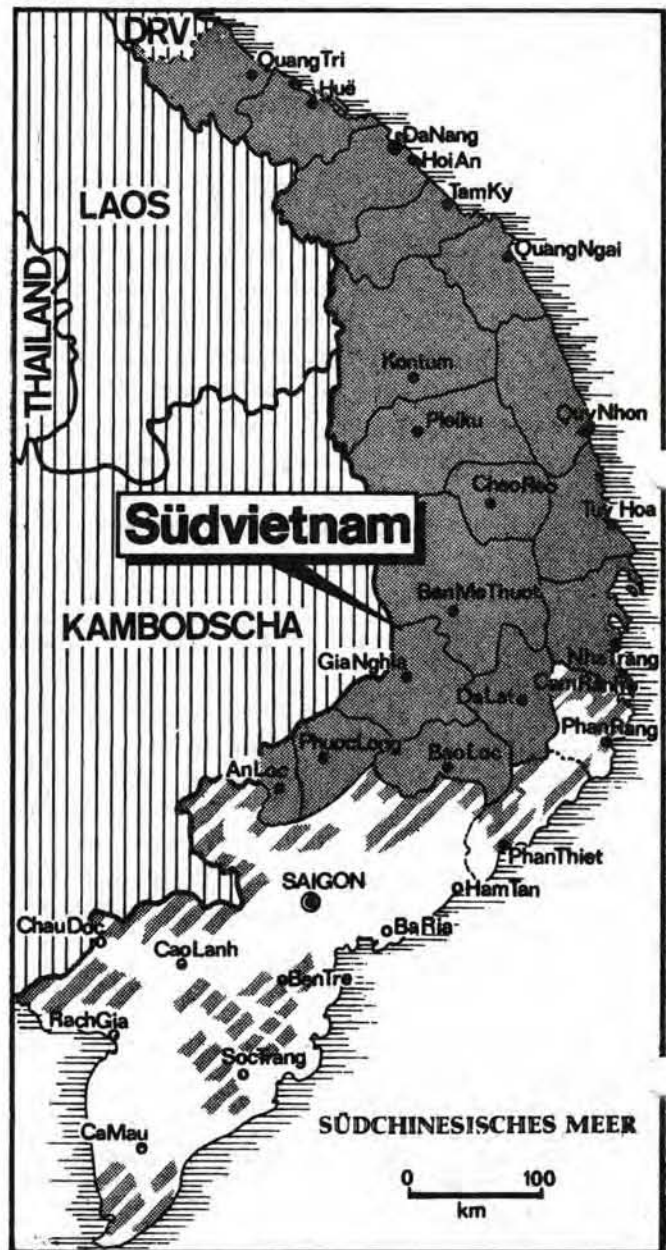 DRV
QuangTri
Huë
DaNang
HoiAn
LAOS
TamKy
QuangNgai
THAILAND
Kontum
Pleiku
QuyNhon
CheoReo
Tuy Hoa
Südvietnam
BanMeThuot
KAMBODSCHA
GiaNghia
NhaTrang
CamRanh
DaLat
PhanRang
PhuocLong
BaoLoc
AnLoc
PhanThiet
SAIGON
HamTan
ChauDoc
BaRia
CaoLanh
BenTre
RachGia
SocTrang
SÜDCHINESISCHES MEER
CaMau
0 100
km